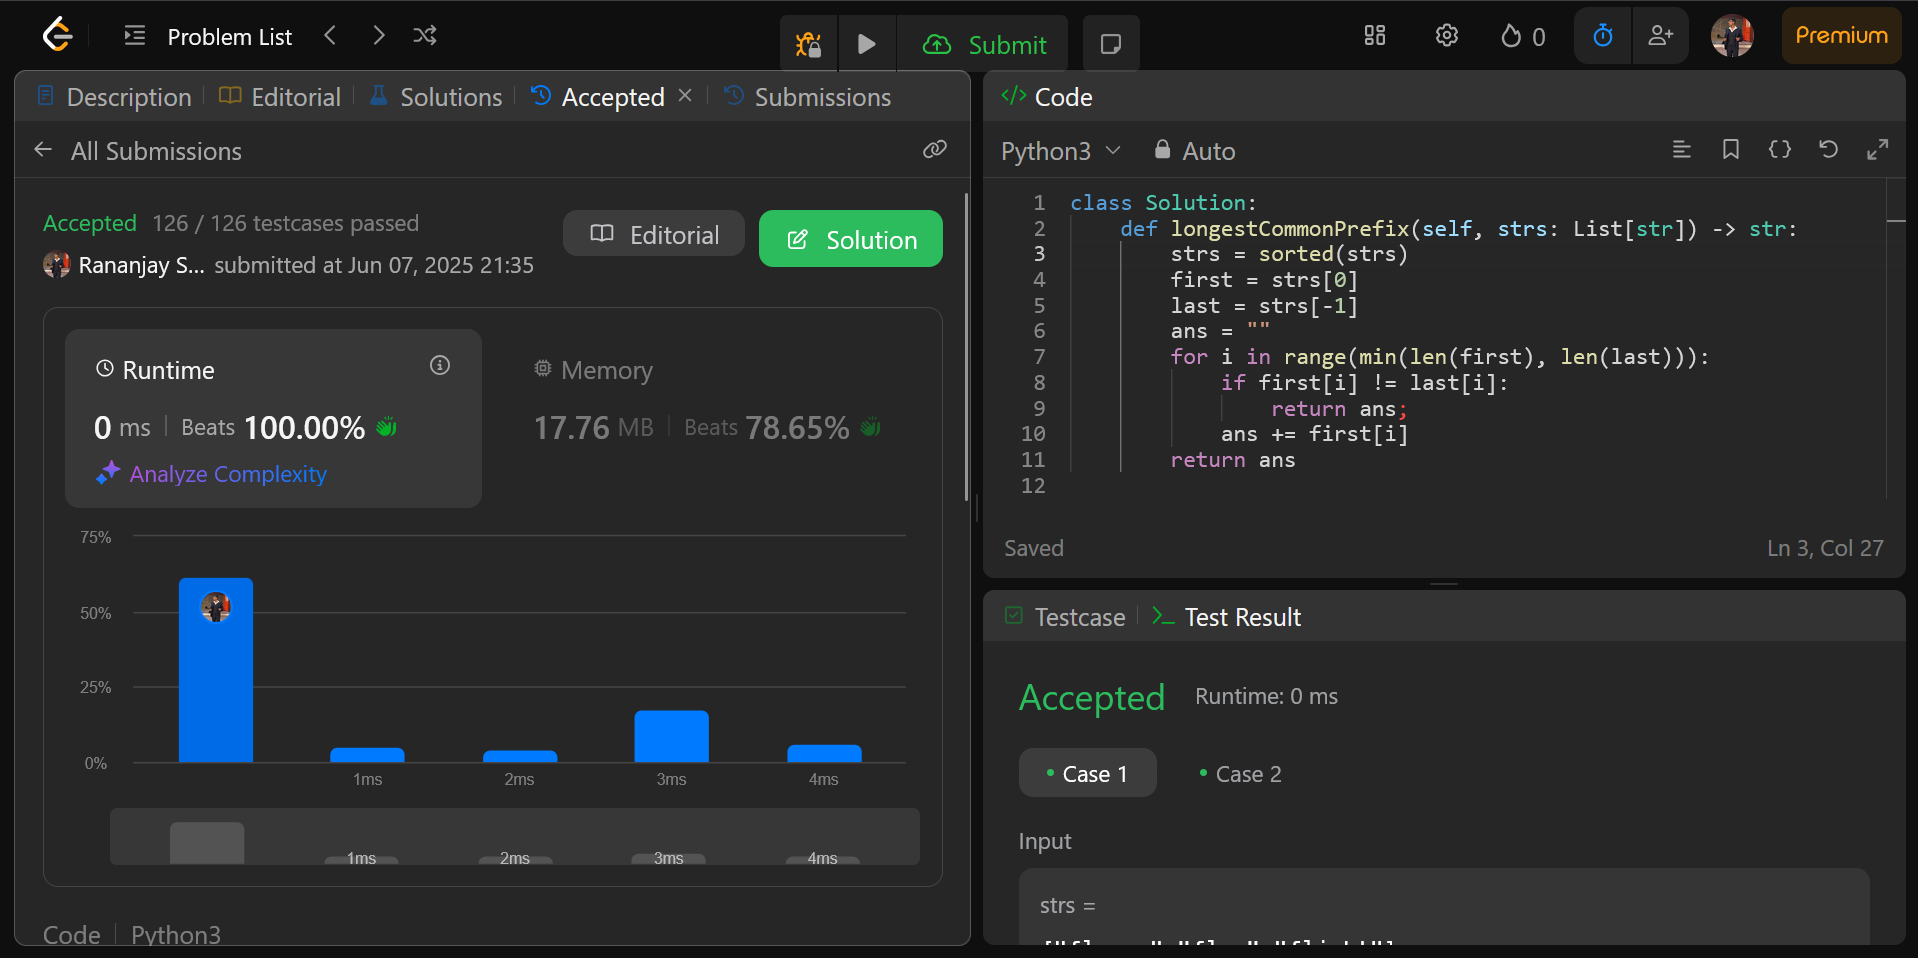 Problem List
Submit
0
Premium
Description
Editorial
Solutions
Accepted
Submissions
All Submissions
Accepted 126 / 126 testcases passed
Editorial
Solution
Rananjay S... submitted at Jun 07, 2025 21:35
Runtime
0 ms Beats 100.00%
Analyze Complexity
Memory
17.76 MB Beats 78.65%
75%
50%
25%
0%
1ms 2ms 3ms 4ms
1ms 2ms 3ms 4ms
Code Python3
</> Code
Python3 Auto
1 class Solution:
2 def longestCommonPrefix(self, strs: List[str]) -> str:
3 strs = sorted(strs)
4 first = strs[0]
5 last = strs[-1]
6 ans = ""
7 for i in range(min(len(first), len(last))):
8 if first[i] != last[i]:
9 return ans;
10 ans += first[i]
11 return ans
12
Saved
Ln 3, Col 27
Testcase
Test Result
Accepted Runtime: 0 ms
Case 1 Case 2
Input
strs =